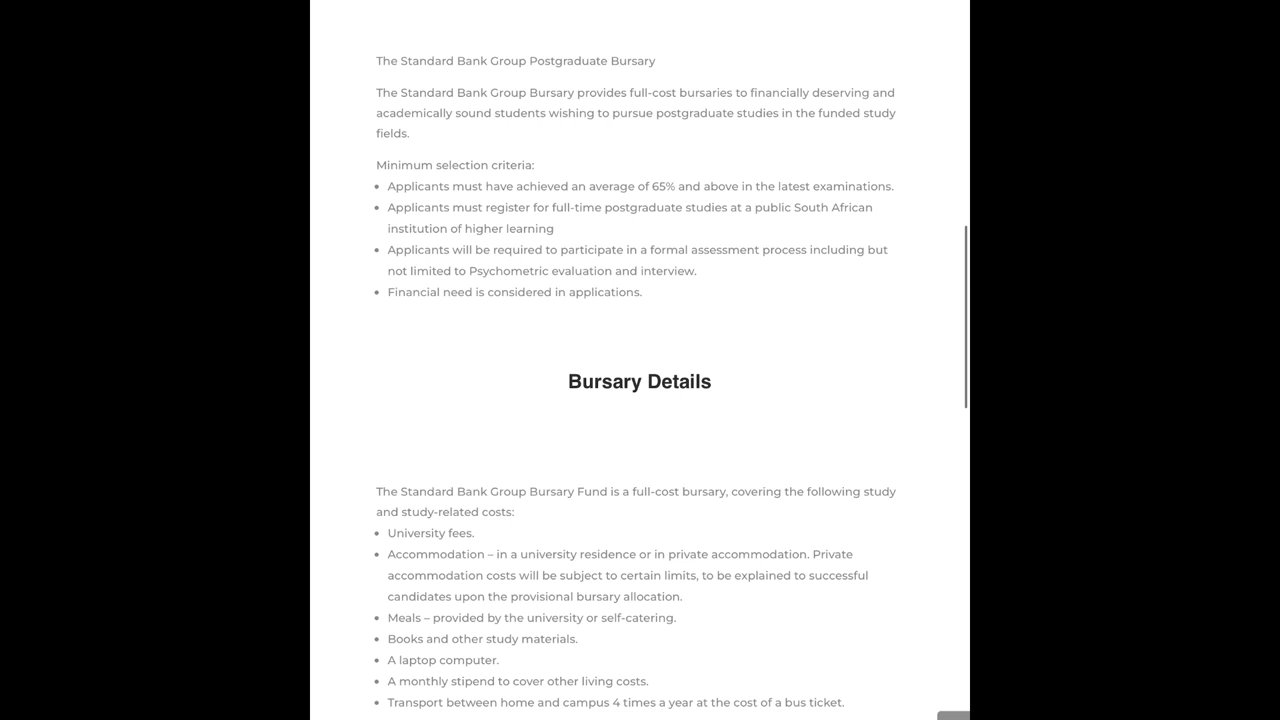 The Standard Bank Group Postgraduate Bursary
The Standard Bank Group Bursary provides full-cost bursaries to financially deserving and
academically sound students wishing to pursue postgraduate studies in the funded study
fields.
Minimum selection criteria:
• Applicants must have achieved an average of 65% and above in the latest examinations.
• Applicants must register for full-time postgraduate studies at a public South African
institution of higher learning
• Applicants will be required to participate in a formal assessment process including but
not limited to Psychometric evaluation and interview.
• Financial need is considered in applications.
Bursary Details
The Standard Bank Group Bursary Fund is a full-cost bursary, covering the following study
and study-related costs:
• University fees.
• Accommodation – in a university residence or in private accommodation. Private
accommodation costs will be subject to certain limits, to be explained to successful
candidates upon the provisional bursary allocation.
• Meals – provided by the university or self-catering.
• Books and other study materials.
• A laptop computer.
• A monthly stipend to cover other living costs.
• Transport between home and campus 4 times a year at the cost of a bus ticket.